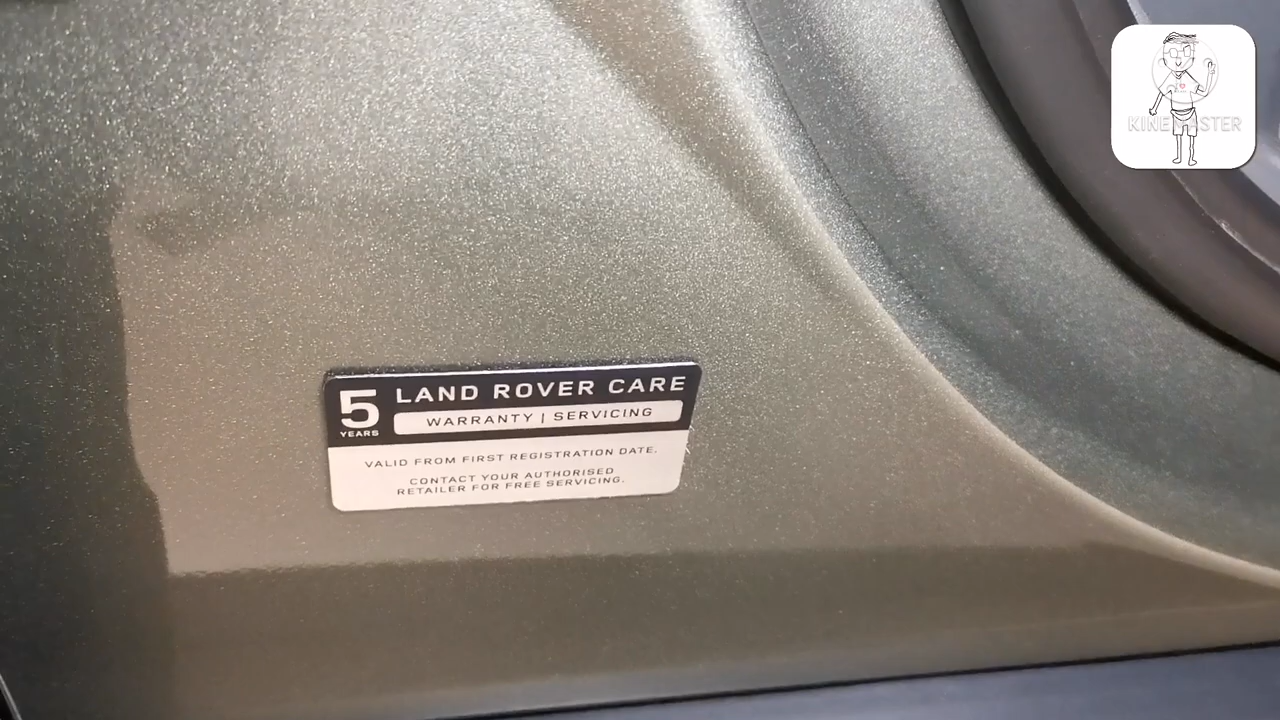 KINEMASTER
5 YEARS
LAND ROVER CARE
WARRANTY | SERVICING
VALID FROM FIRST REGISTRATION DATE.
CONTACT YOUR AUTHORISED
RETAILER FOR FREE SERVICING.